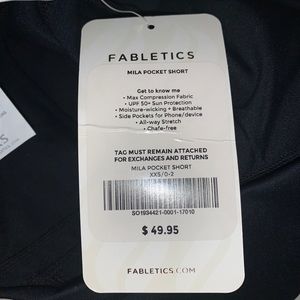 FABLETICS
MILA POCKET SHORT
Get to know me
• Max Compression Fabric
• UPF 50+ Sun Protection
• Moisture-wicking + Breathable
• Side Pockets for Phone/device
• All-way Stretch
• Chafe-free
TAG MUST REMAIN ATTACHED
FOR EXCHANGES AND RETURNS
MILA POCKET SHORT
XXS/0-2
SO1934421-0001-17010
$ 49.95
FABLETICS.COM